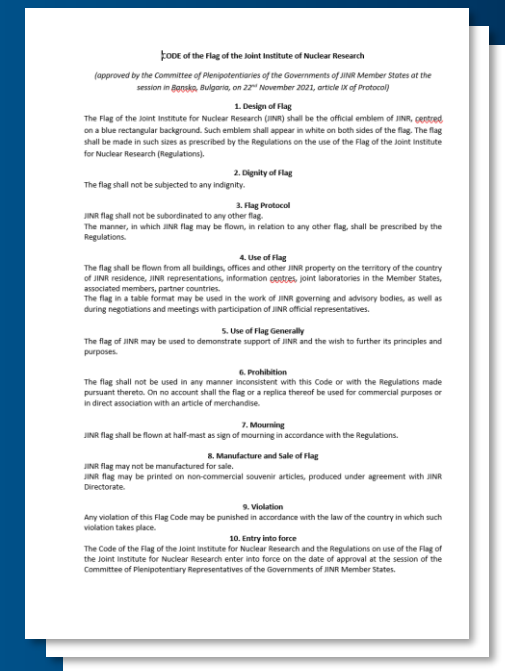 CODE of the Flag of the Joint Institute of Nuclear Research
(approved by the Committee of Plenipotentiaries of the Governments of JINR Member States at the
session in Bansko, Bulgaria, on 22nd November 2021, article IX of Protocol)
1. Design of Flag
The Flag of the Joint Institute for Nuclear Research (JINR) shall be the official emblem of JINR, centred
on a blue rectangular background. Such emblem shall appear in white on both sides of the flag. The flag
shall be made in such sizes as prescribed by the Regulations on the use of the Flag of the Joint Institute
for Nuclear Research (Regulations).
2. Dignity of Flag
The flag shall not be subjected to any indignity.
3. Flag Protocol
JINR flag shall not be subordinated to any other flag.
The manner, in which JINR flag may be flown, in relation to any other flag, shall be prescribed by the
Regulations.
4. Use of Flag
The flag shall be flown from all buildings, offices and other JINR property on the territory of the country
of JINR residence, JINR representations, information centres, joint laboratories in the Member States,
associated members, partner countries.
The flag in a table format may be used in the work of JINR governing and advisory bodies, as well as
during negotiations and meetings with participation of JINR official representatives.
5. Use of Flag Generally
The flag of JINR may be used to demonstrate support of JINR and the wish to further its principles and
purposes.
6. Prohibition
The flag shall not be used in any manner inconsistent with this Code or with the Regulations made
pursuant thereto. On no account shall the flag or a replica thereof be used for commercial purposes or
in direct association with an article of merchandise.
7. Mourning
JINR flag shall be flown at half-mast as sign of mourning in accordance with the Regulations.
8. Manufacture and Sale of Flag
JINR flag may not be manufactured for sale.
JINR flag may be printed on non-commercial souvenir articles, produced under agreement with JINR
Directorate.
9. Violation
Any violation of this Flag Code may be punished in accordance with the law of the country in which such
violation takes place.
10. Entry into force
The Code of the Flag of the Joint Institute for Nuclear Research and the Regulations on use of the Flag of
the Joint Institute for Nuclear Research enter into force on the date of approval at the session of the
Committee of Plenipotentiary Representatives of the Governments of JINR Member States.